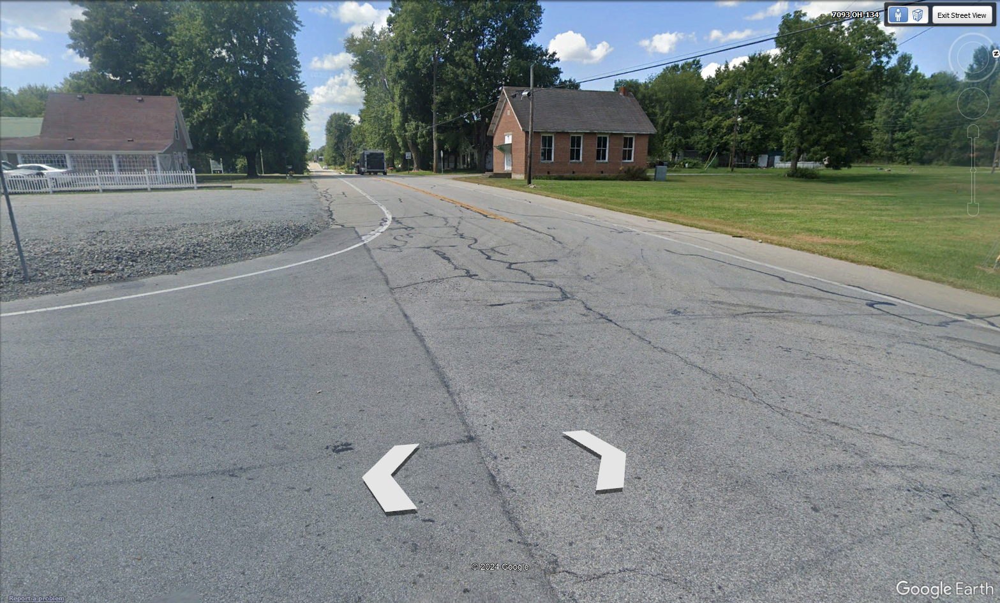 7093 OH-134
Exit Street View
N
© 2024 Google
Report a problem
Google Earth